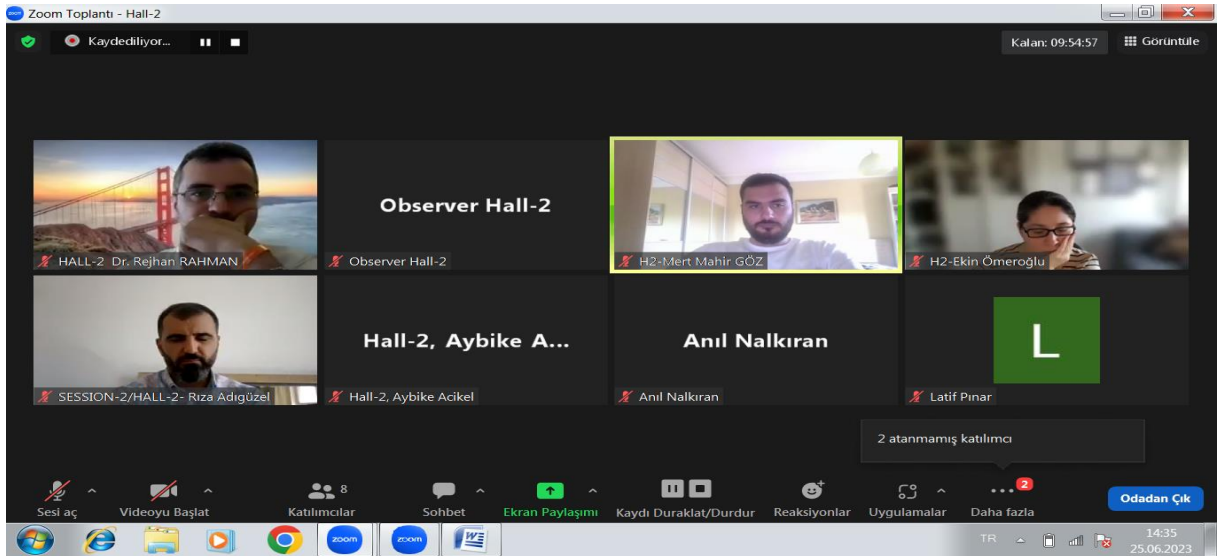 Zoom Toplantı - Hall-2
Kaydediliyor...
Kalan: 09:54:57
Görüntüle
HALL-2 Dr. Rejhan RAHMAN
Observer Hall-2
Observer Hall-2
H2-Mert Mahir GÖZ
H2-Ekin Ömeroğlu
SESSION-2/HALL-2- Rıza Adıgüzel
Hall-2, Aybike A...
Hall-2, Aybike Acikel
Anıl Nalkıran
Anıl Nalkıran
L
Latif Pınar
2 atanmamış katılımcı
Sesi aç
Videoyu Başlat
8
Katılımcılar
Sohbet
Ekran Paylaşımı
Kaydı Duraklat/Durdur
Reaksiyonlar
Uygulamalar
2
Daha fazla
Odadan Çık
zoom
zoom
TR
14:35
25.06.2023